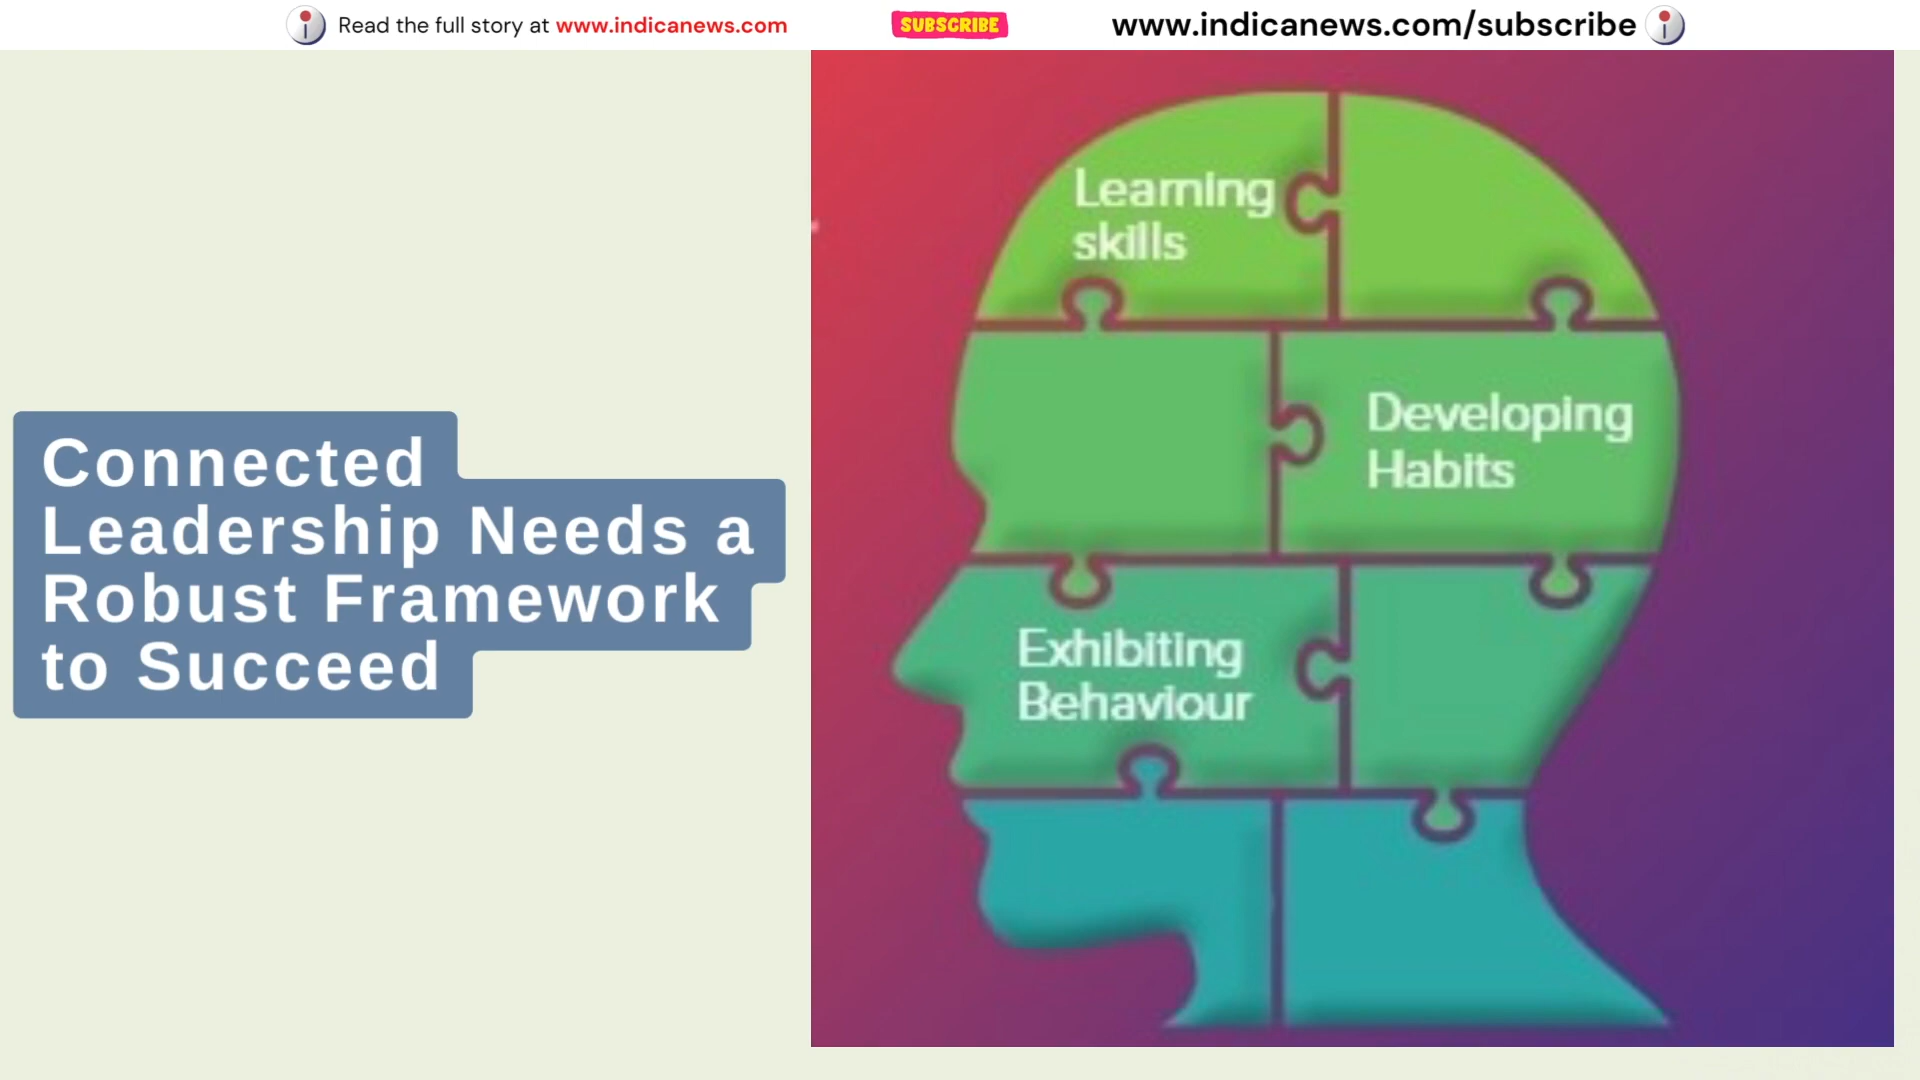 Read the full story at www.indicanews.com
SUBSCRIBE
www.indicanews.com/subscribe
Connected
Leadership Needs a
Robust Framework
to Succeed
Learning
skills
Developing
Habits
Exhibiting
Behaviour